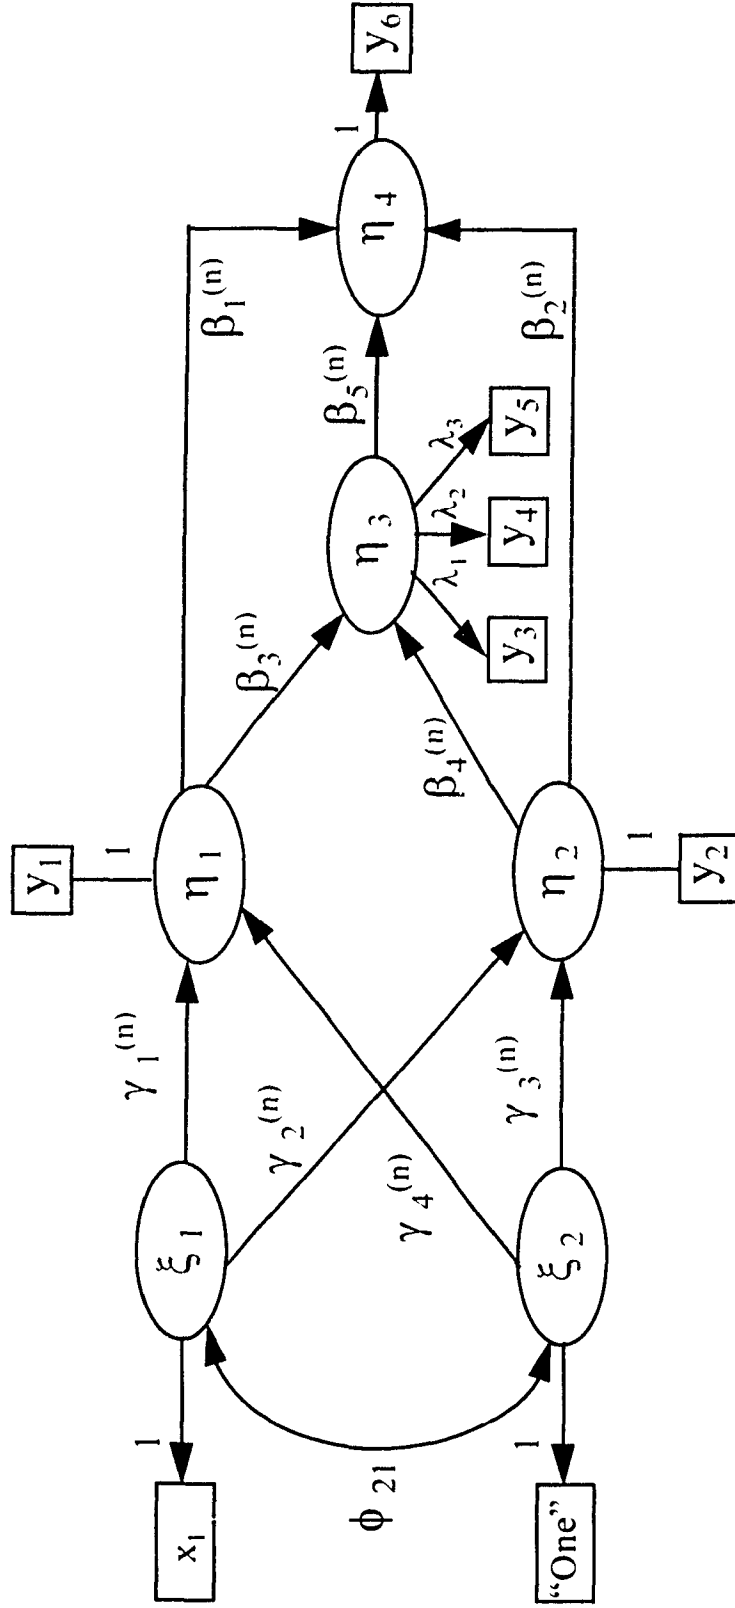 y₁
y₂
1
1
x₁
1
ξ₁
γ₁⁽ⁿ⁾
η₁
β₁⁽ⁿ⁾
β₃⁽ⁿ⁾
γ₂⁽ⁿ⁾
ϕ₂₁
γ₄⁽ⁿ⁾
β₄⁽ⁿ⁾
η₃
β₅⁽ⁿ⁾
η₄
1
y₆
λ₁
λ₂
λ₃
y₃
y₄
y₅
“One”
1
ξ₂
γ₃⁽ⁿ⁾
η₂
β₂⁽ⁿ⁾